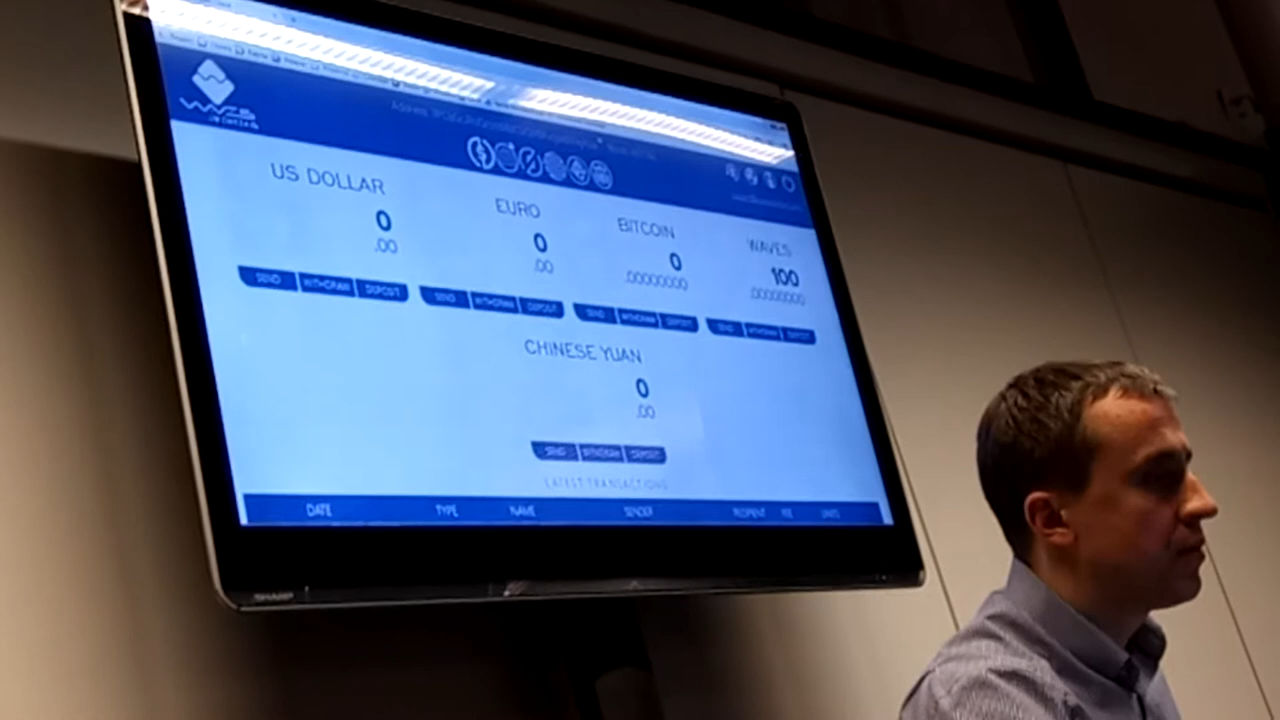 WAVES
US DOLLAR
0
.00
SEND WITHDRAW DEPOSIT
EURO
0
.00
SEND WITHDRAW DEPOSIT
BITCOIN
0
.00000000
SEND WITHDRAW DEPOSIT
WAVES
100
.00000000
SEND WITHDRAW DEPOSIT
CHINESE YUAN
0
.00
SEND WITHDRAW DEPOSIT
LATEST TRANSACTIONS
DATE TYPE NAME SENDER RECIPIENT FEE UNITS
SHARP